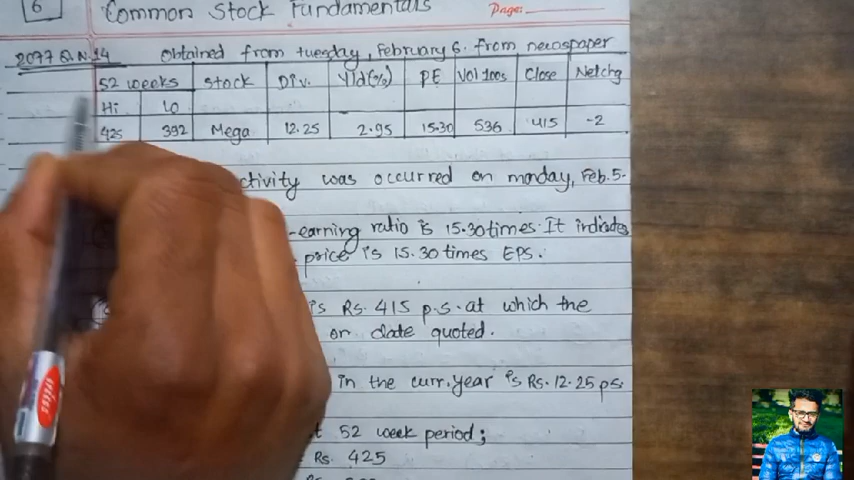 6 Common Stock Fundamentals Page:
2077 Q.N.14 Obtained from tuesday, February 6. from newspaper
52 weeks Stock Div. Yld(%) PE Vol 100s Close Netchg
Hi Lo
425 392 Mega 12.25 2.95 15.30 536 415 -2
ctivity was occurred on monday, Feb.5.
-earning ratio is 15.30 times. It indicates
price is 15.30 times EPS.
is Rs. 415 p.s. at which the
on date quoted.
in the curr. year is Rs. 12.25 ps.
52 week period;
Rs. 425